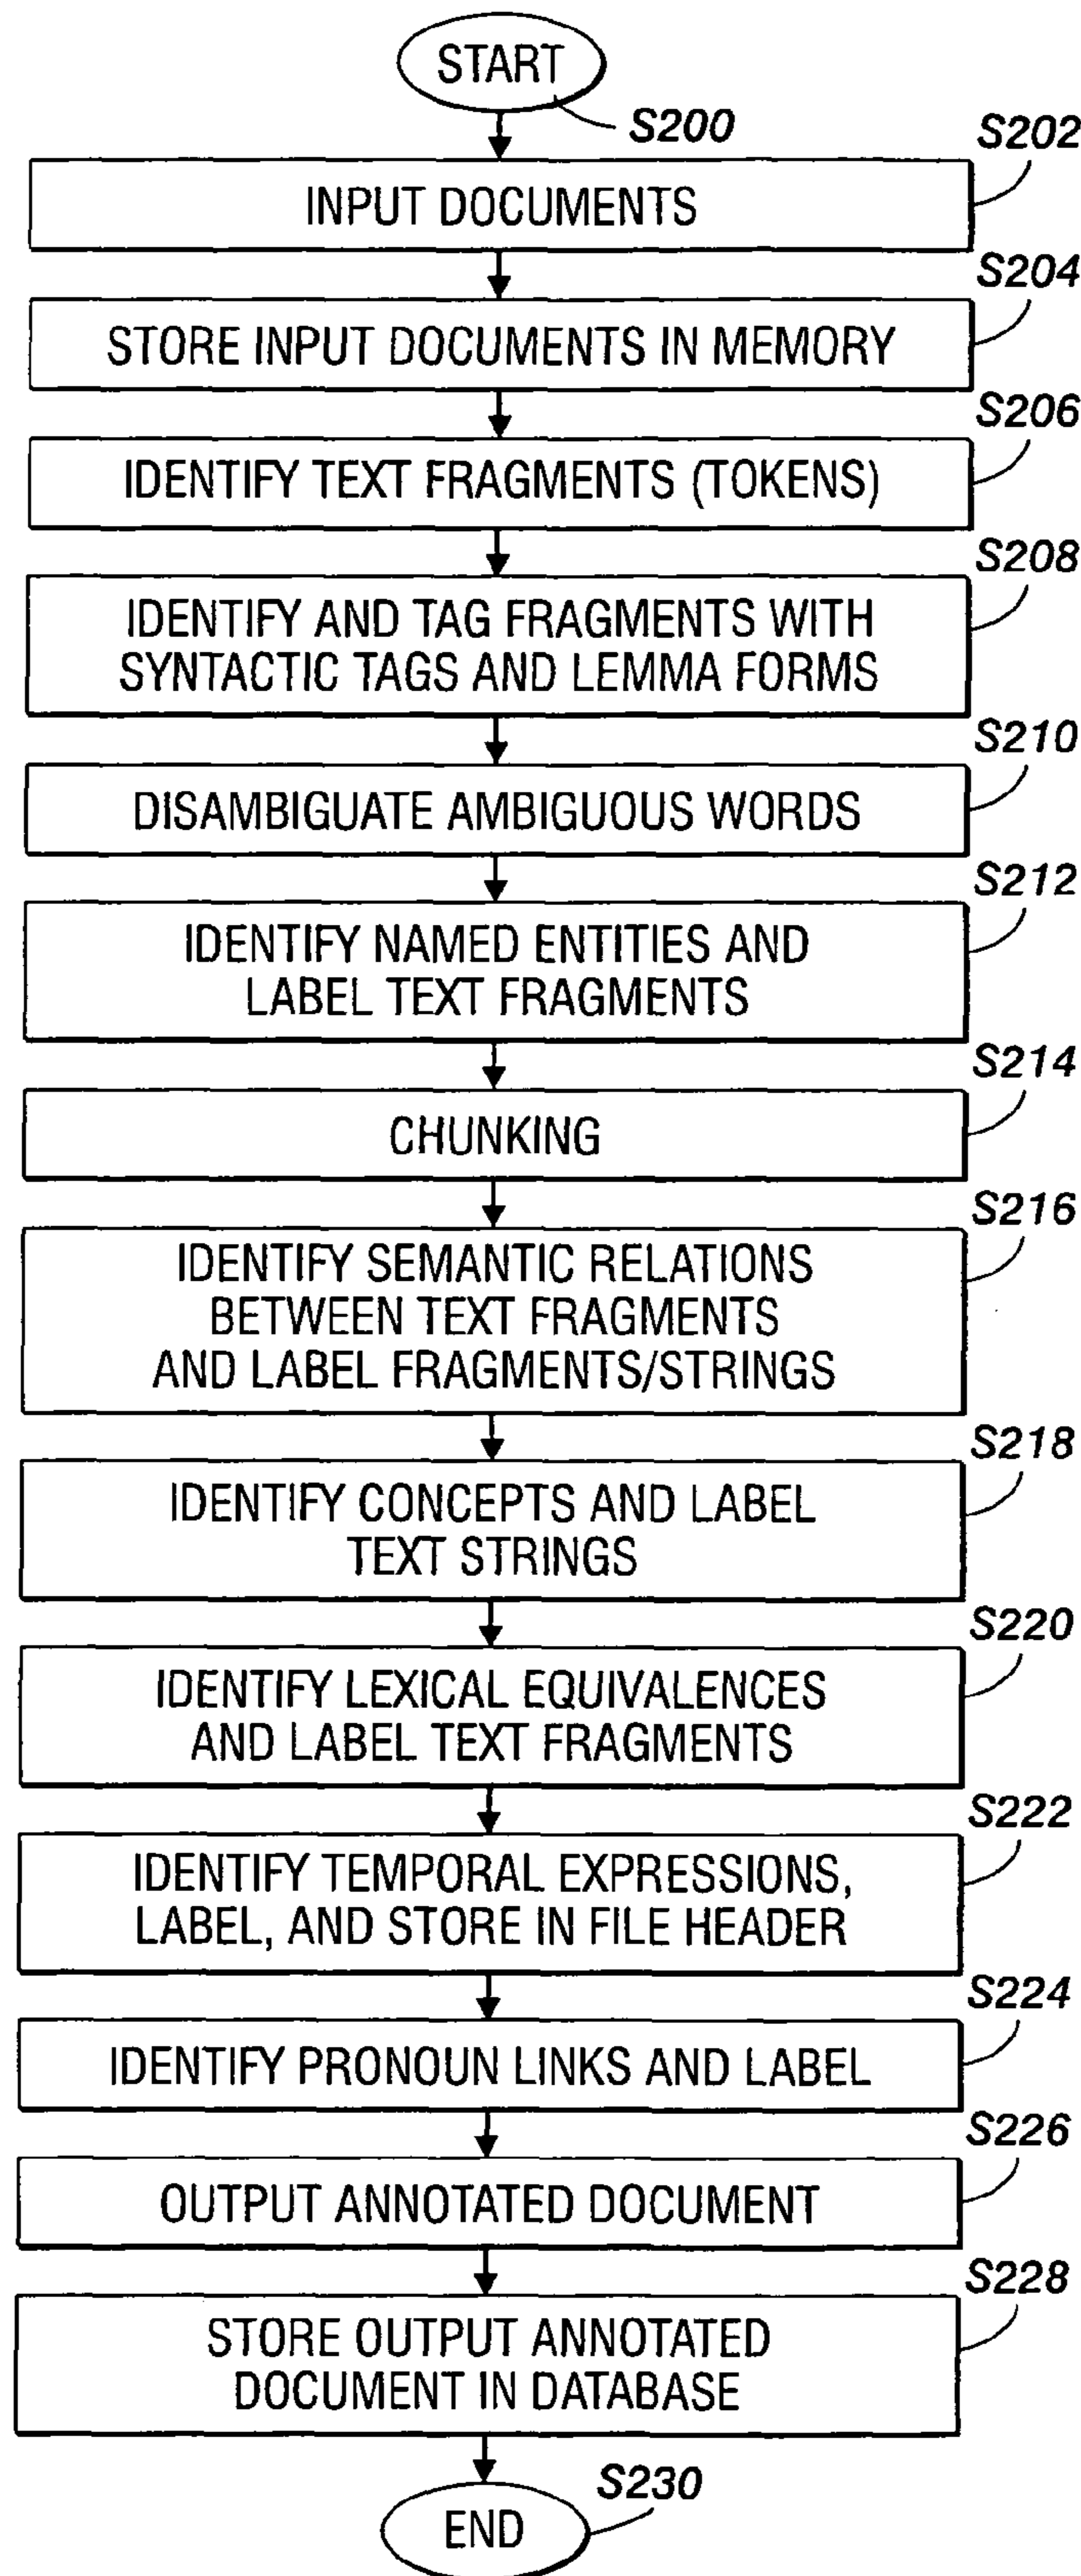 START
S200
S202
INPUT DOCUMENTS
S204
STORE INPUT DOCUMENTS IN MEMORY
S206
IDENTIFY TEXT FRAGMENTS (TOKENS)
S208
IDENTIFY AND TAG FRAGMENTS WITH
SYNTACTIC TAGS AND LEMMA FORMS
S210
DISAMBIGUATE AMBIGUOUS WORDS
S212
IDENTIFY NAMED ENTITIES AND
LABEL TEXT FRAGMENTS
S214
CHUNKING
S216
IDENTIFY SEMANTIC RELATIONS
BETWEEN TEXT FRAGMENTS
AND LABEL FRAGMENTS/STRINGS
S218
IDENTIFY CONCEPTS AND LABEL
TEXT STRINGS
S220
IDENTIFY LEXICAL EQUIVALENCES
AND LABEL TEXT FRAGMENTS
S222
IDENTIFY TEMPORAL EXPRESSIONS,
LABEL, AND STORE IN FILE HEADER
S224
IDENTIFY PRONOUN LINKS AND LABEL
S226
OUTPUT ANNOTATED DOCUMENT
S228
STORE OUTPUT ANNOTATED
DOCUMENT IN DATABASE
S230
END